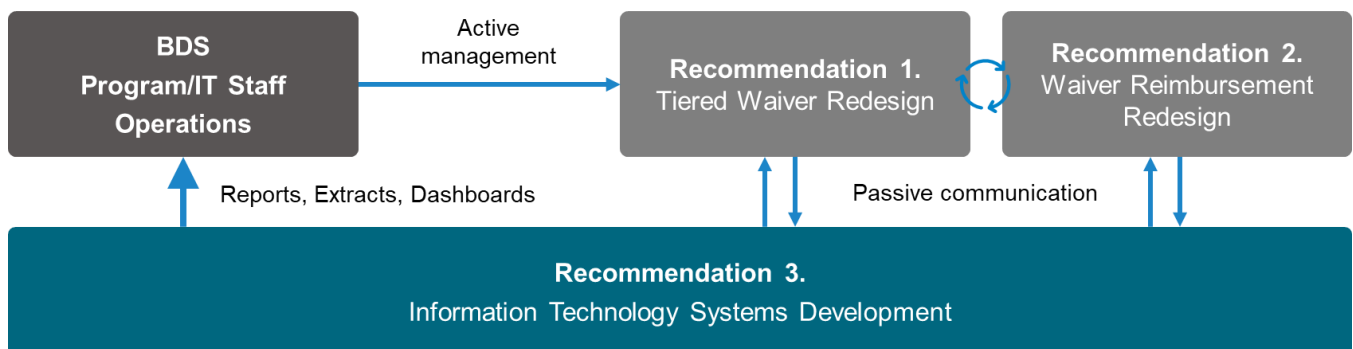 BDS
Program/IT Staff
Operations
Active
management
Recommendation 1.
Tiered Waiver Redesign
Recommendation 2.
Waiver Reimbursement
Redesign
Reports, Extracts, Dashboards
Passive communication
Recommendation 3.
Information Technology Systems Development